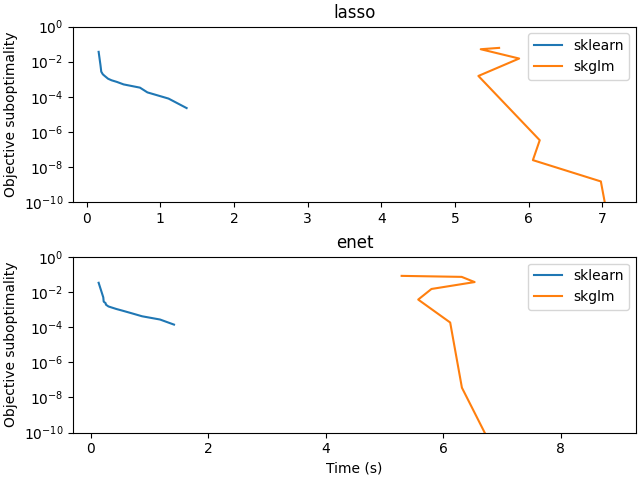 lasso
Objective suboptimality
10^0
10^−2
10^−4
10^−6
10^−8
10^−10
0 1 2 3 4 5 6 7
sklearn
skglm
enet
Objective suboptimality
10^0
10^−2
10^−4
10^−6
10^−8
10^−10
0 2 4 6 8
sklearn
skglm
Time (s)